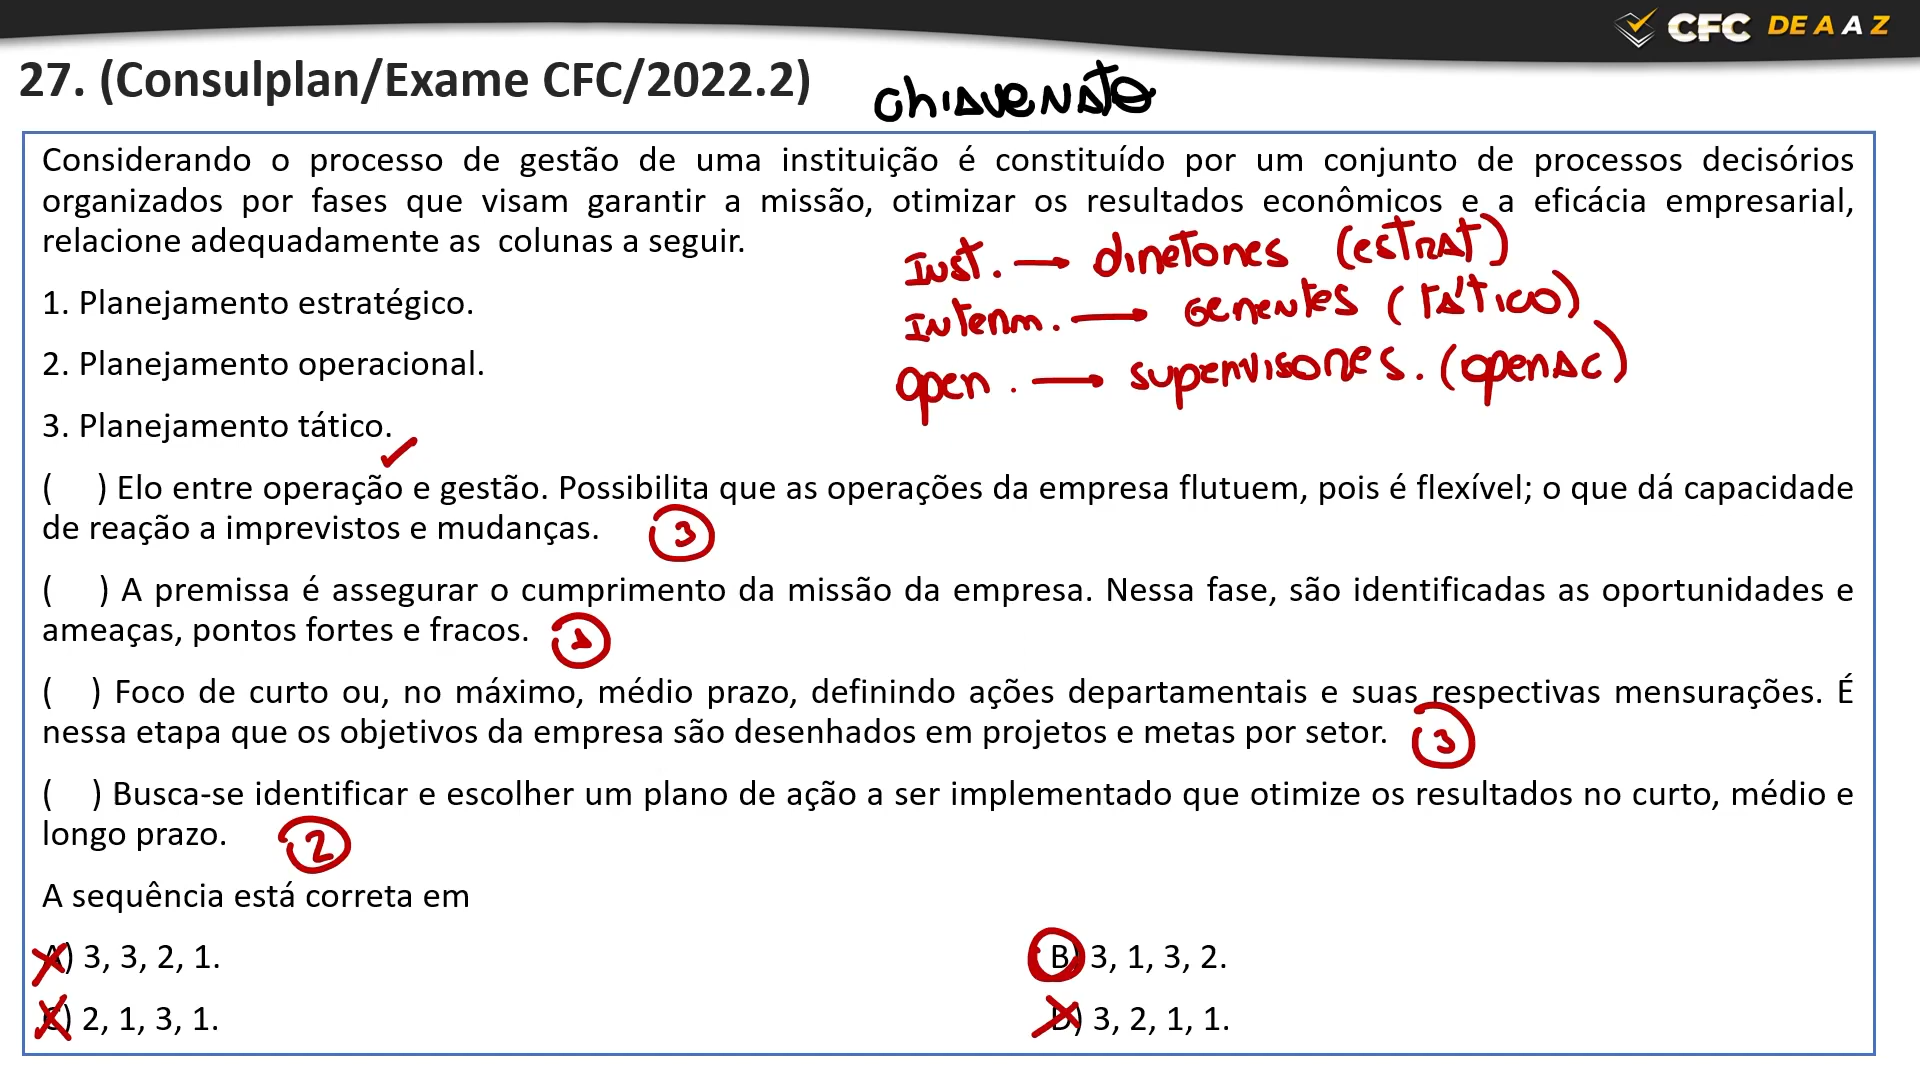 CFC DE A A Z
27. (Consulplan/Exame CFC/2022.2)
chiavenato
Considerando o processo de gestão de uma instituição é constituído por um conjunto de processos decisórios
organizados por fases que visam garantir a missão, otimizar os resultados econômicos e a eficácia empresarial,
relacione adequadamente as colunas a seguir.
Inst. → diretores (estrat)
1. Planejamento estratégico.
Interm. → Gerentes (tático)
2. Planejamento operacional.
Oper. → supervisores. (operac)
3. Planejamento tático.
( ) Elo entre operação e gestão. Possibilita que as operações da empresa flutuem, pois é flexível; o que dá capacidade
de reação a imprevistos e mudanças. 3
( ) A premissa é assegurar o cumprimento da missão da empresa. Nessa fase, são identificadas as oportunidades e
ameaças, pontos fortes e fracos. 1
( ) Foco de curto ou, no máximo, médio prazo, definindo ações departamentais e suas respectivas mensurações. É
nessa etapa que os objetivos da empresa são desenhados em projetos e metas por setor. 3
( ) Busca-se identificar e escolher um plano de ação a ser implementado que otimize os resultados no curto, médio e
longo prazo. 2
A sequência está correta em
A) 3, 3, 2, 1.
B) 3, 1, 3, 2.
C) 2, 1, 3, 1.
D) 3, 2, 1, 1.